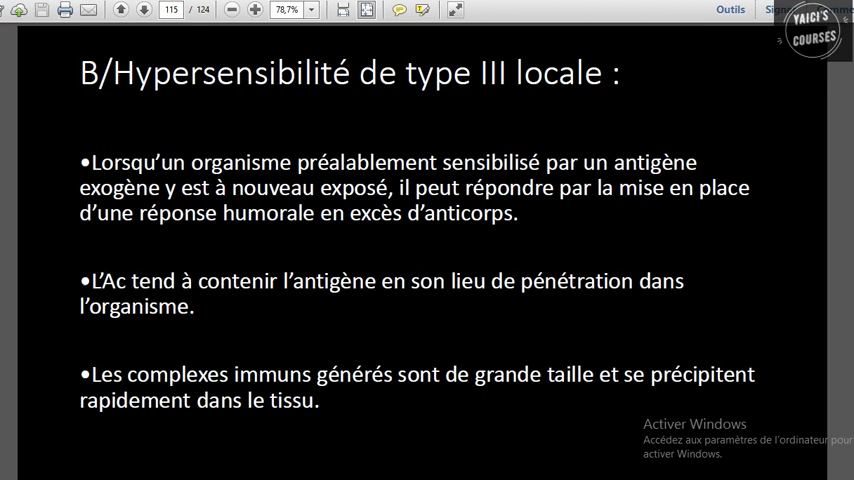 115 / 124
78,7%
Outils
YAICI'S
COURSES
B/Hypersensibilité de type III locale :
•Lorsqu’un organisme préalablement sensibilisé par un antigène
exogène y est à nouveau exposé, il peut répondre par la mise en place
d’une réponse humorale en excès d’anticorps.
•L’Ac tend à contenir l’antigène en son lieu de pénétration dans
l’organisme.
•Les complexes immuns générés sont de grande taille et se précipitent
rapidement dans le tissu.
Activer Windows
Accédez aux paramètres de l'ordinateur pour
activer Windows.